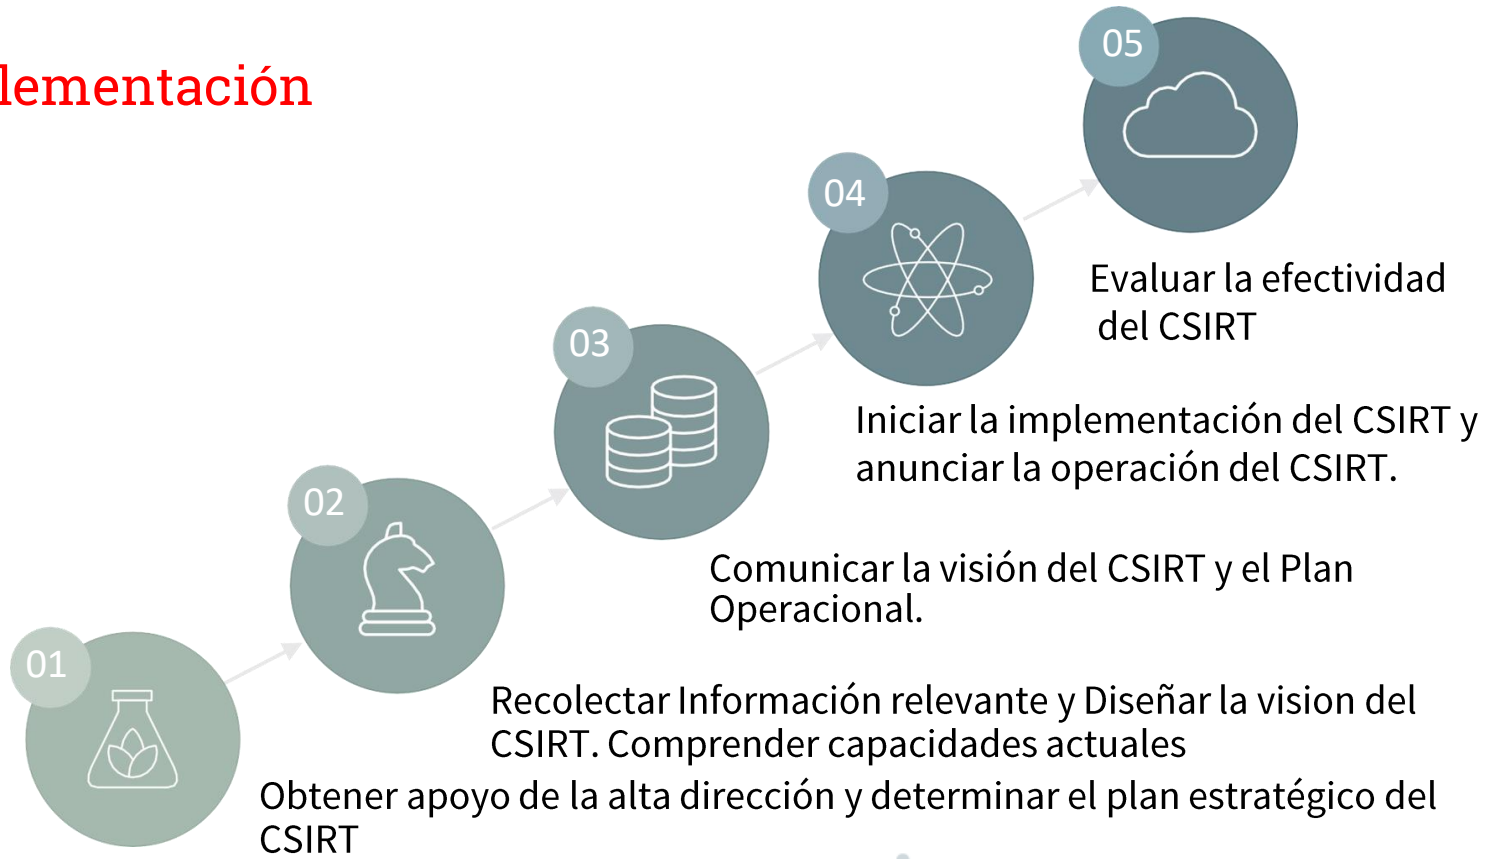 lementación
05
Evaluar la efectividad
del CSIRT
04
Iniciar la implementación del CSIRT y
anunciar la operación del CSIRT.
03
Comunicar la visión del CSIRT y el Plan
Operacional.
02
Recolectar Información relevante y Diseñar la vision del
CSIRT. Comprender capacidades actuales
01
Obtener apoyo de la alta dirección y determinar el plan estratégico del
CSIRT